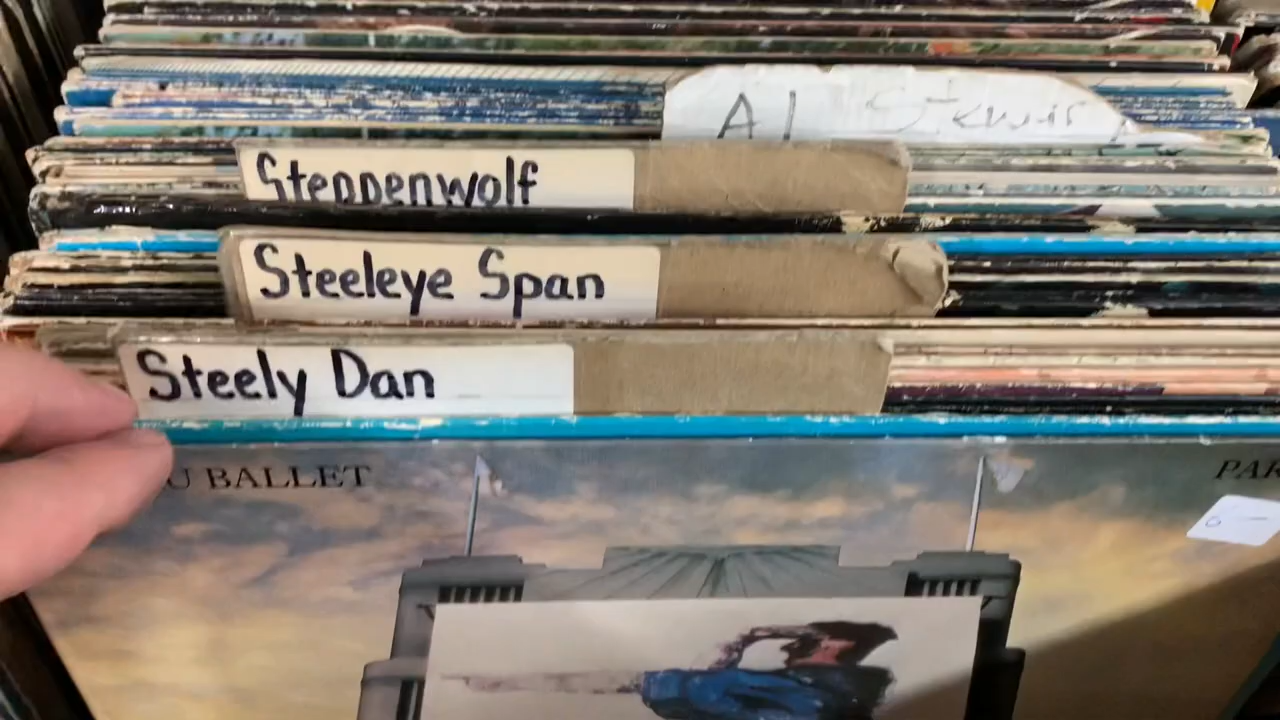 Al Stewart
Steppenwolf
Steeleye Span
Steely Dan
U BALLET
PAR